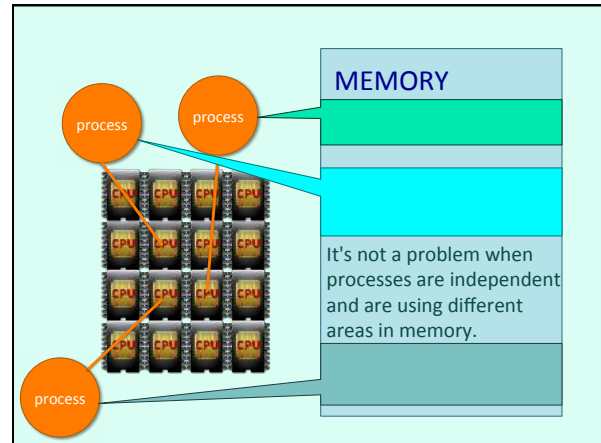 MEMORY
process
process
CPU CPU CPU CPU
CPU CPU CPU CPU
It's not a problem when
processes are independent
and are using different
areas in memory.
CPU CPU CPU CPU
CPU CPU CPU CPU
process